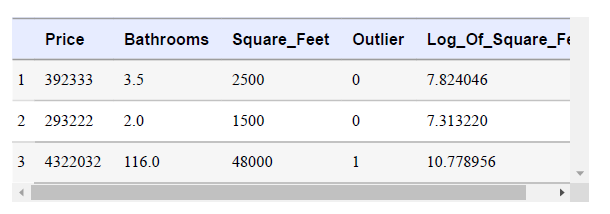 Price Bathrooms Square_Feet Outlier Log_Of_Square_Fe
1 392333 3.5 2500 0 7.824046
2 293222 2.0 1500 0 7.313220
3 4322032 116.0 48000 1 10.778956